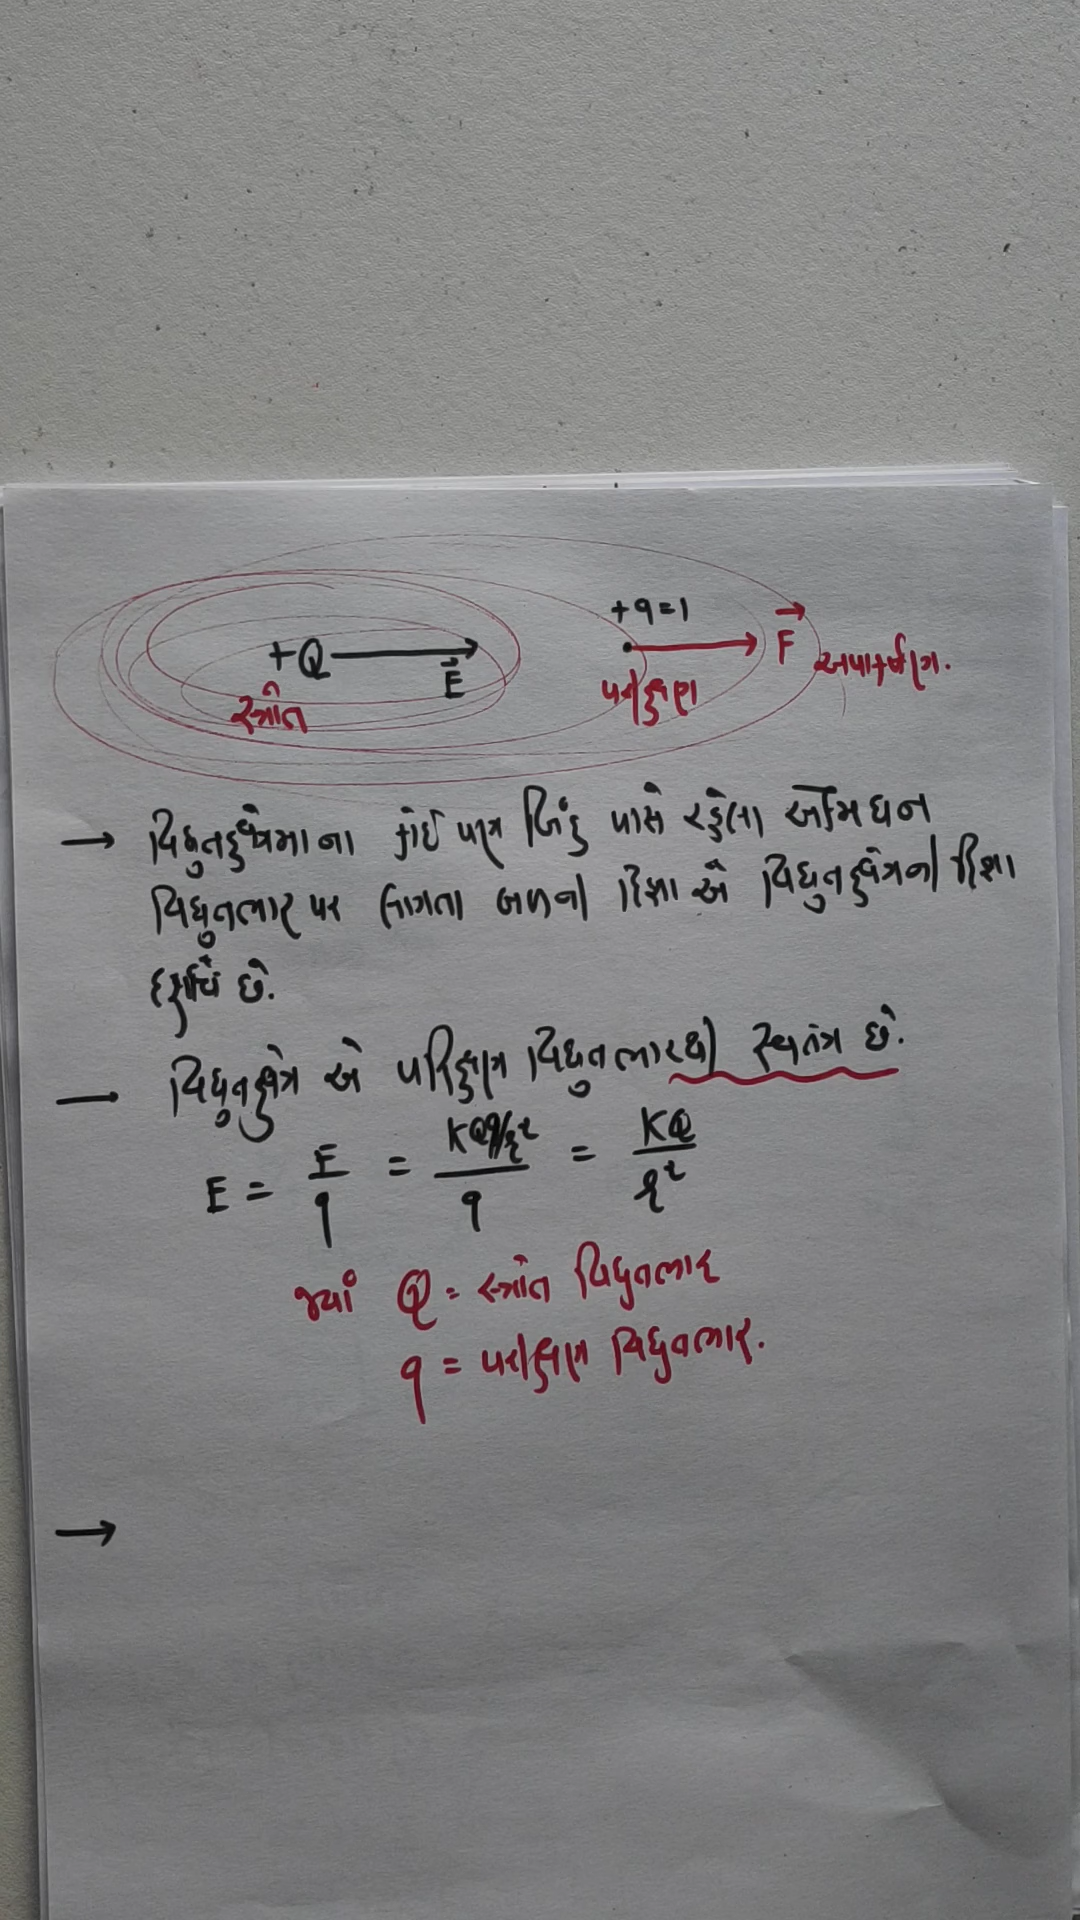 +q=1
+Q → E⃗ → F⃗ અપાકર્ષણ.
સ્ત્રોત પરીક્ષણ
→ વિદ્યુતક્ષેત્રમાંના કોઈ પણ બિંદુ પાસે રહેલા એકમ ધન
વિદ્યુતભાર પર લાગતા બળની દિશા એ વિદ્યુતક્ષેત્રની દિશા
દર્શાવે છે.
— વિદ્યુતક્ષેત્ર એ પરિક્ષણ વિદ્યુતભારથી સ્વતંત્ર છે.
E = F/q = (KQq/r²)/q = KQ/r²
જ્યાં Q = સ્ત્રોત વિદ્યુતભાર
q = પરીક્ષણ વિદ્યુતભાર.
→